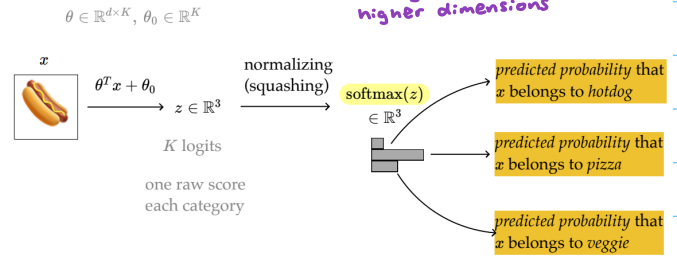 higher dimensions
θ ∈ ℝ^{d×K}, θ₀ ∈ ℝ^K
x
θ^T x + θ₀
z ∈ ℝ³
K logits
one raw score
each category
normalizing
(squashing)
softmax(z)
∈ ℝ³
predicted probability that
x belongs to hotdog
predicted probability that
x belongs to pizza
predicted probability that
x belongs to veggie